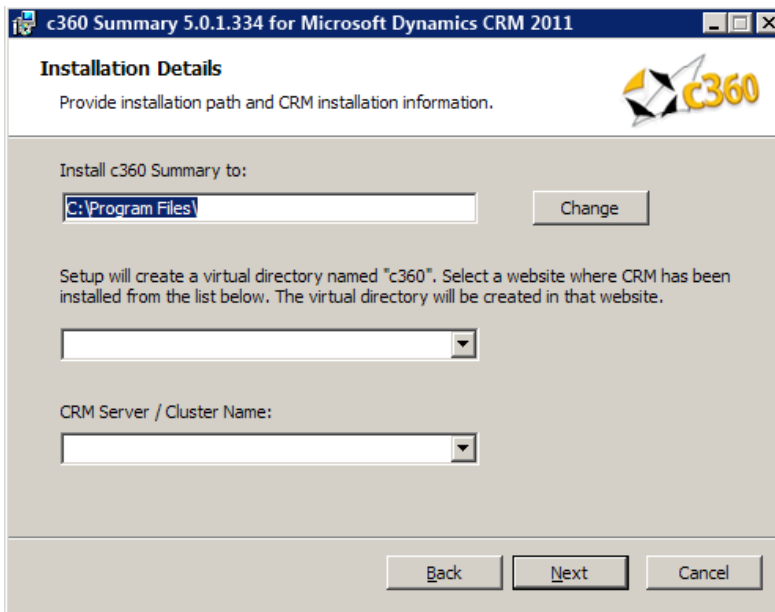 c360 Summary 5.0.1.334 for Microsoft Dynamics CRM 2011
Installation Details
Provide installation path and CRM installation information.
c360
Install c360 Summary to:
C:\Program Files\
Change
Setup will create a virtual directory named "c360". Select a website where CRM has been
installed from the list below. The virtual directory will be created in that website.
CRM Server / Cluster Name:
Back
Next
Cancel